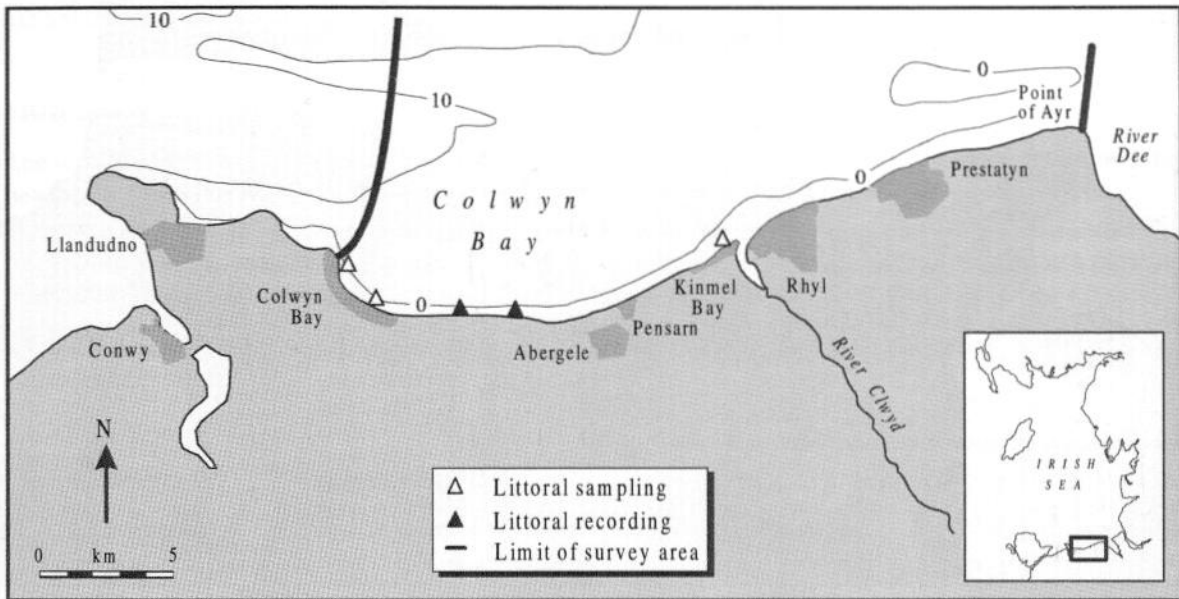 10
10
0
Point
of Ayr
River
Dee
0
Prestatyn
Colwyn
Bay
Llandudno
Colwyn
Bay
0
Kinmel
Bay
Rhyl
Pensarn
Abergele
Conwy
River Clwyd
N
0 km 5
Littoral sampling
Littoral recording
Limit of survey area
IRISH
SEA